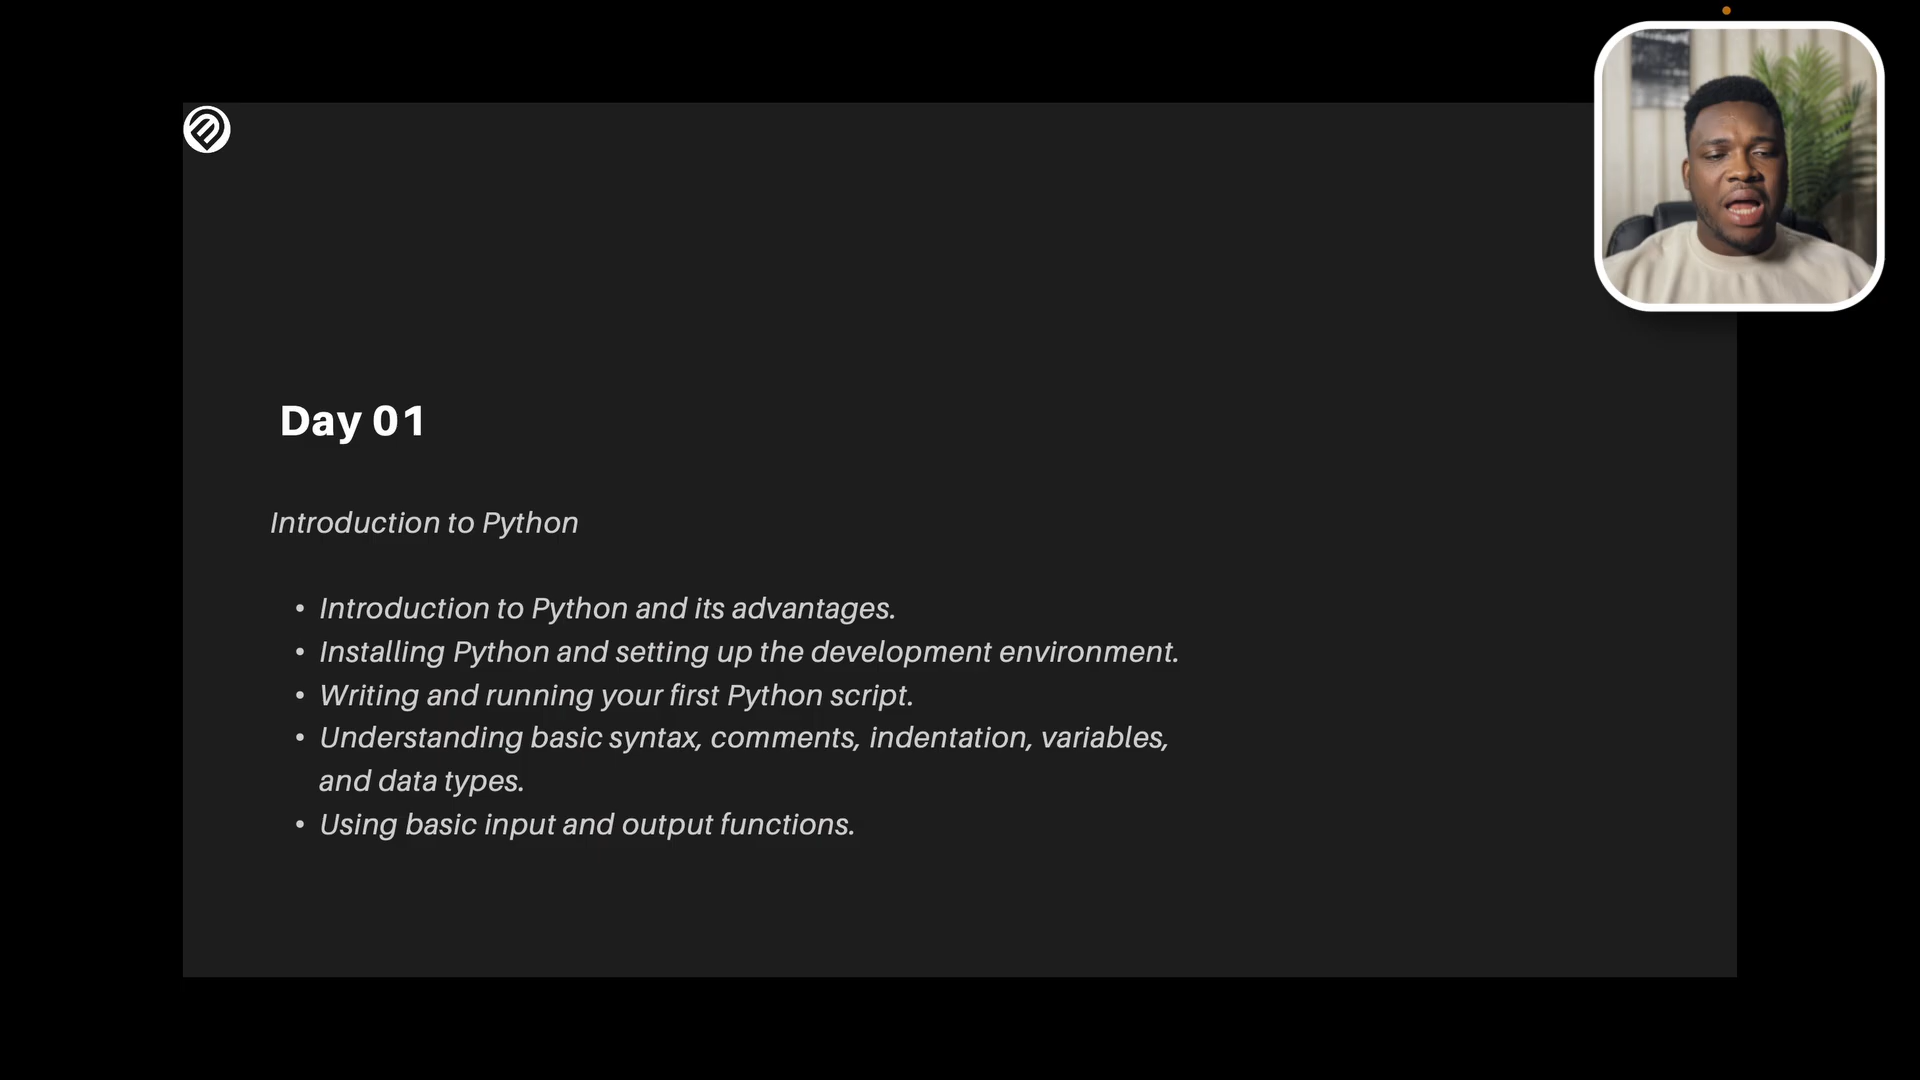 Day 01
Introduction to Python
• Introduction to Python and its advantages.
• Installing Python and setting up the development environment.
• Writing and running your first Python script.
• Understanding basic syntax, comments, indentation, variables,
and data types.
• Using basic input and output functions.